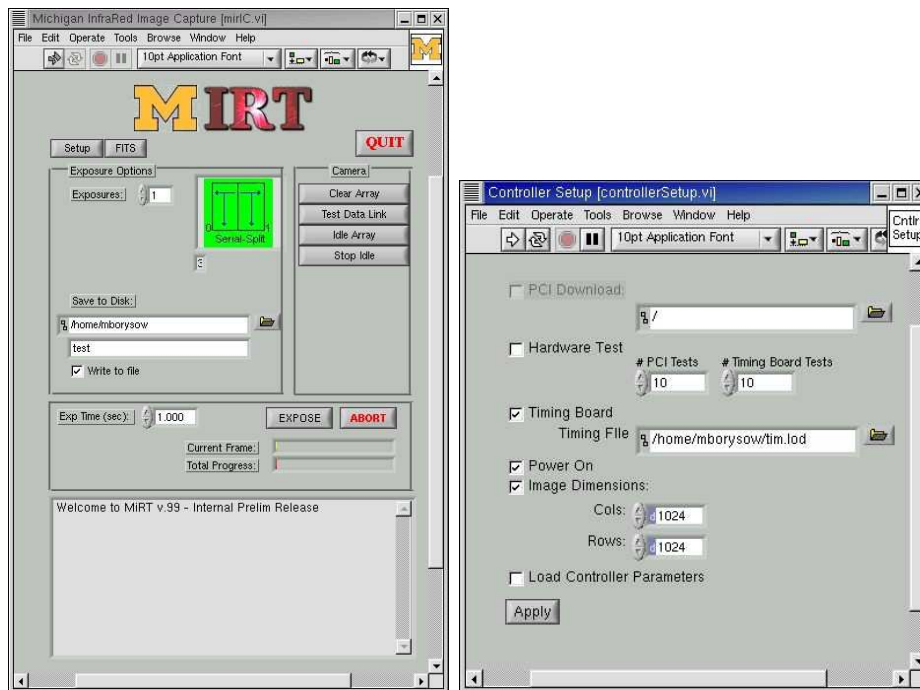 Michigan InfraRed Image Capture [mirIC.vi]
File Edit Operate Tools Browse Window Help
10pt Application Font
M
MIRT
QUIT
Setup FITS
Exposure Options
Exposures: 1
0 1
Serial-Split
3
Camera
Clear Array
Test Data Link
Idle Array
Stop Idle
Save to Disk:
/home/mborysow
test
Write to file
Exp Time (sec): 1.000
EXPOSE ABORT
Current Frame:
Total Progress:
Welcome to MiRT v.99 - Internal Prelim Release
Controller Setup [controllerSetup.vi]
File Edit Operate Tools Browse Window Help
10pt Application Font
Cntlr
Setup
PCI Download:
/
Hardware Test
# PCI Tests # Timing Board Tests
10 10
Timing Board
Timing FIle /home/mborysow/tim.lod
Power On
Image Dimensions:
Cols: d 1024
Rows: d 1024
Load Controller Parameters
Apply